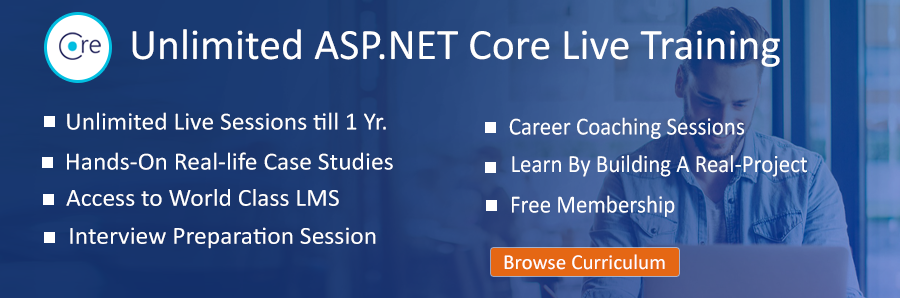 Core
Unlimited ASP.NET Core Live Training
Unlimited Live Sessions till 1 Yr.
Hands-On Real-life Case Studies
Access to World Class LMS
Interview Preparation Session
Career Coaching Sessions
Learn By Building A Real-Project
Free Membership
Browse Curriculum